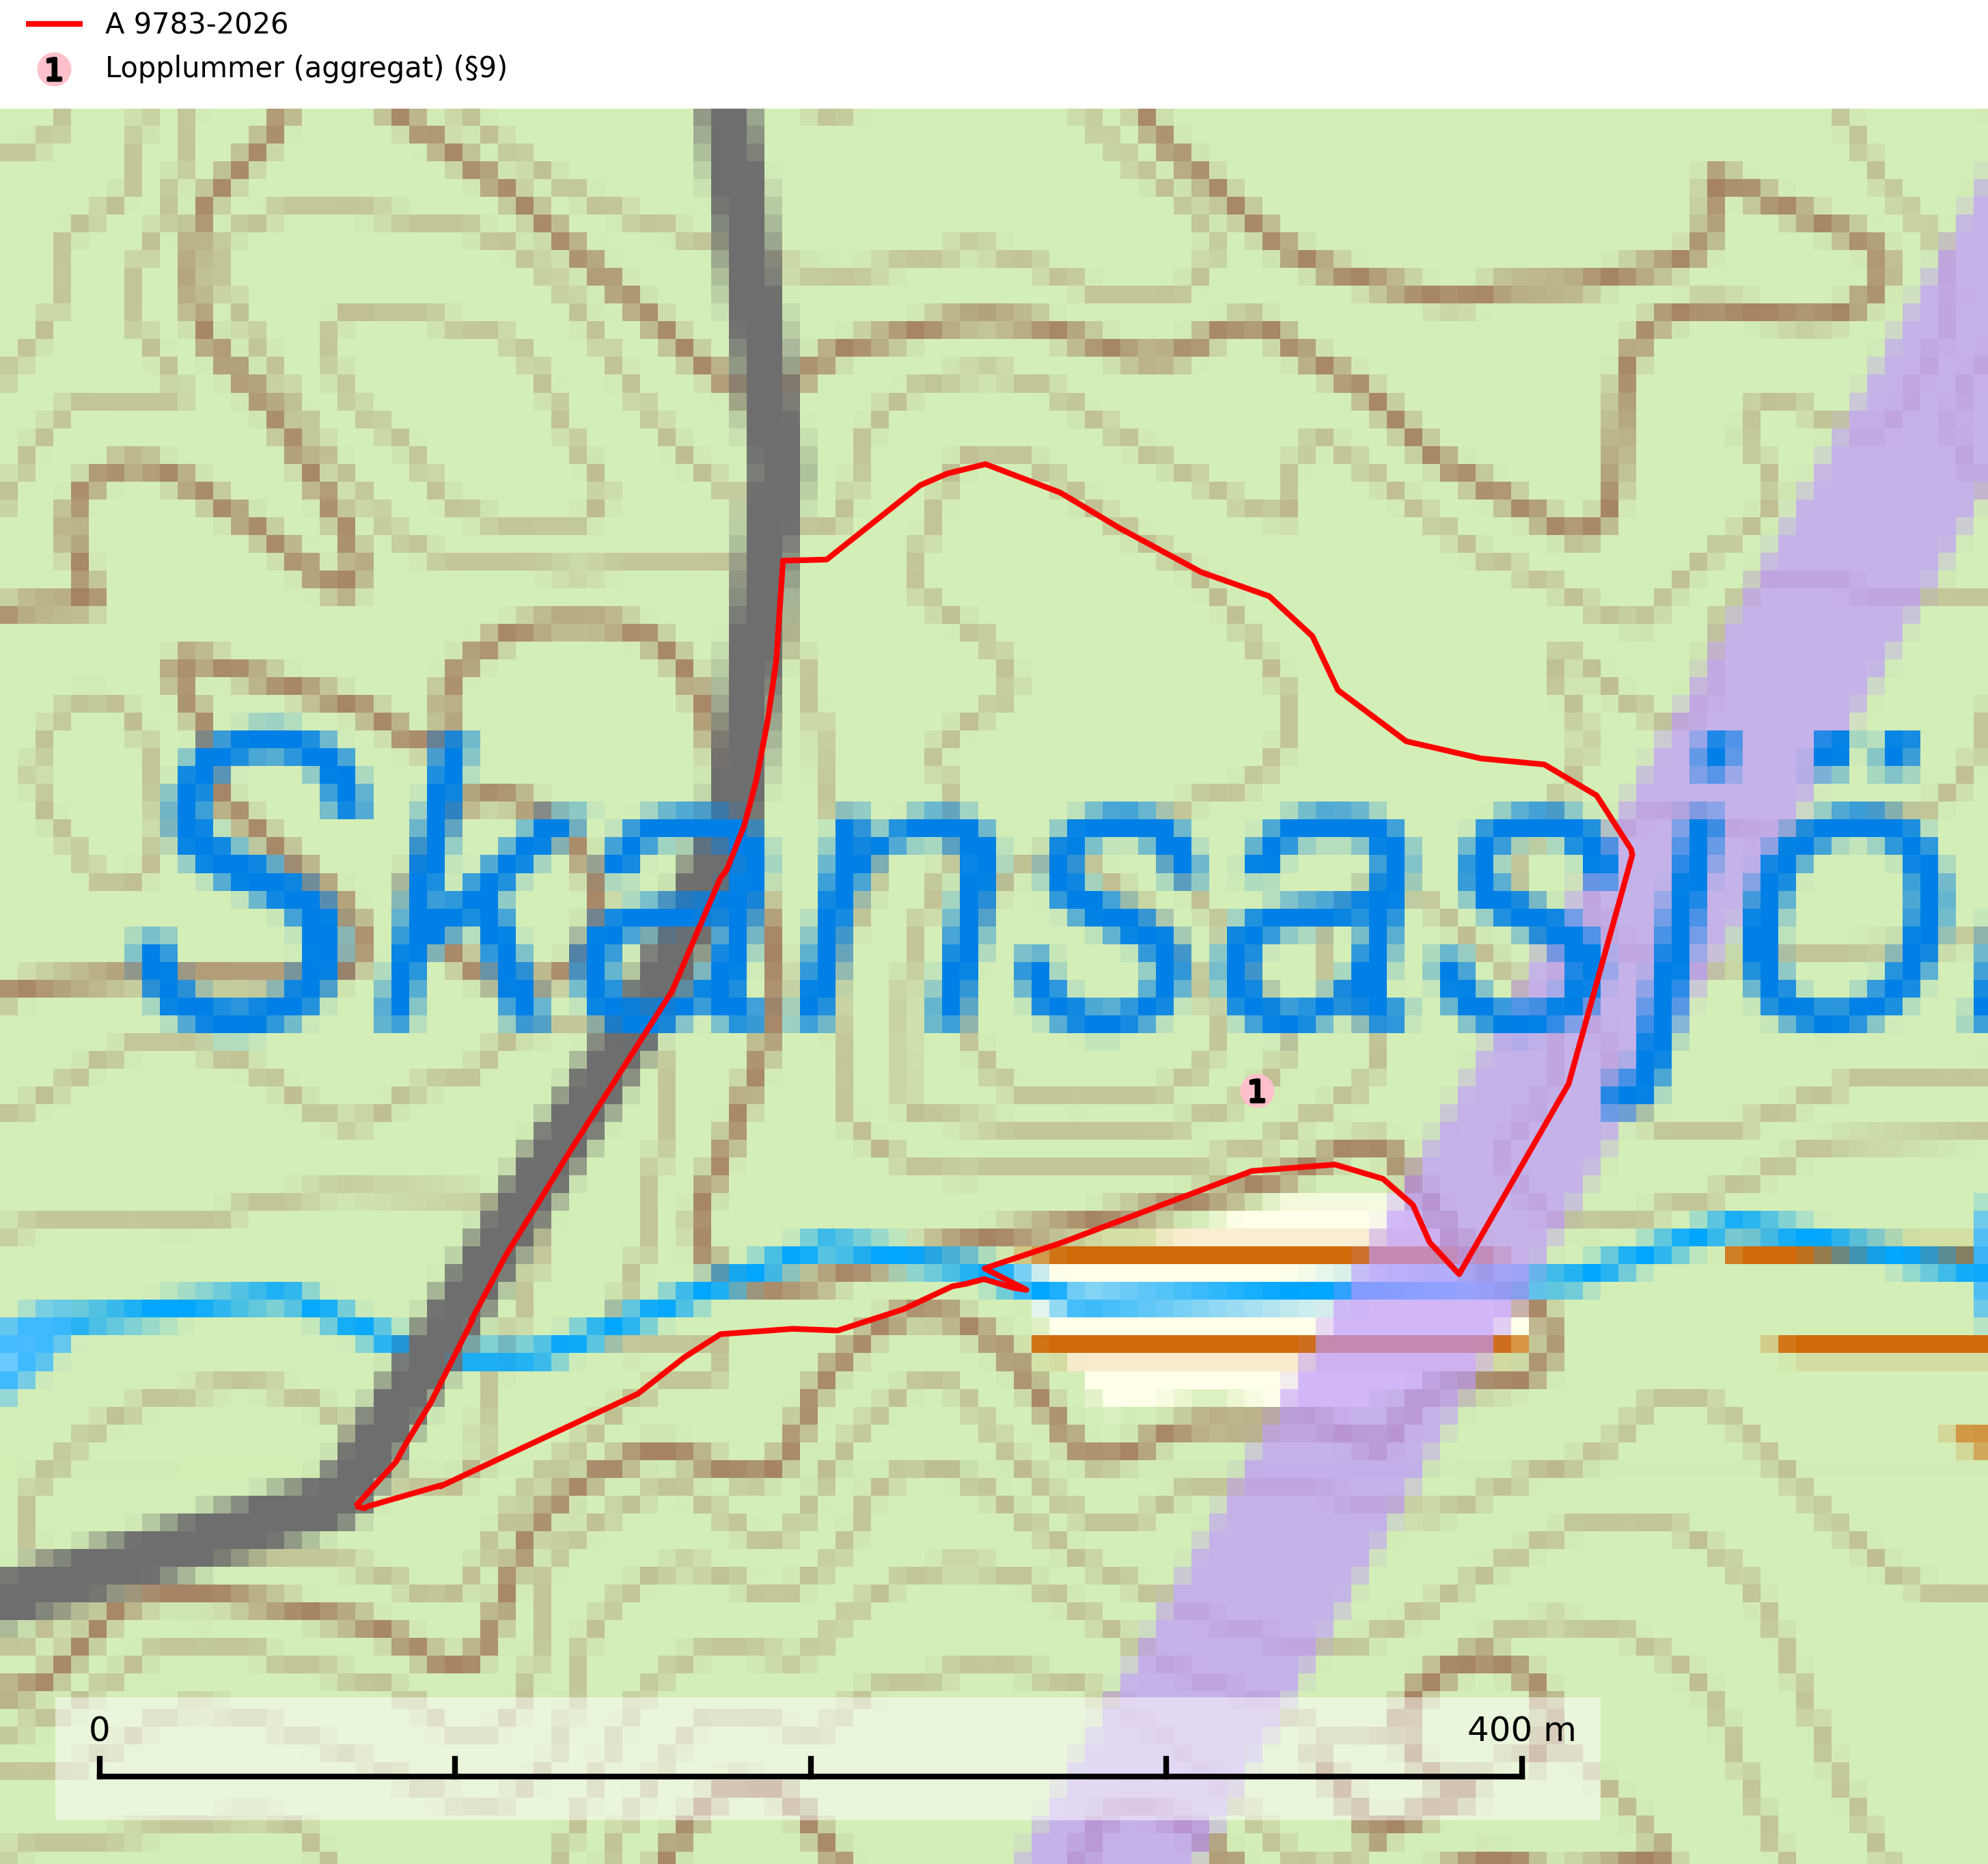 A 9783-2026
1 Lopplummer (aggregat) (§9)
Skansasjö
1
0 400 m